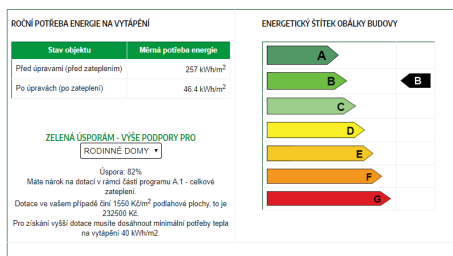 ROČNÍ POTŘEBA ENERGIE NA VYTÁPĚNÍ
Stav objektu Měrná potřeba energie
Před úpravami (před zateplením) 257 kWh/m²
Po úpravách (po zateplení) 46.4 kWh/m²
ZELENÁ ÚSPORÁM - VÝŠE PODPORY PRO
RODINNÉ DOMY
Úspora: 82%
Máte nárok na dotaci v rámci části programu A.1 - celkové
zateplení.
Dotace ve vašem případě činí 1550 Kč/m² podlahové plochy, to je
232500 Kč.
Pro získání vyšší dotace musíte dosáhnout minimální potřeby tepla
na vytápění 40 kWh/m2.
ENERGETICKÝ ŠTÍTEK OBÁLKY BUDOVY
A
B B
C
D
E
F
G